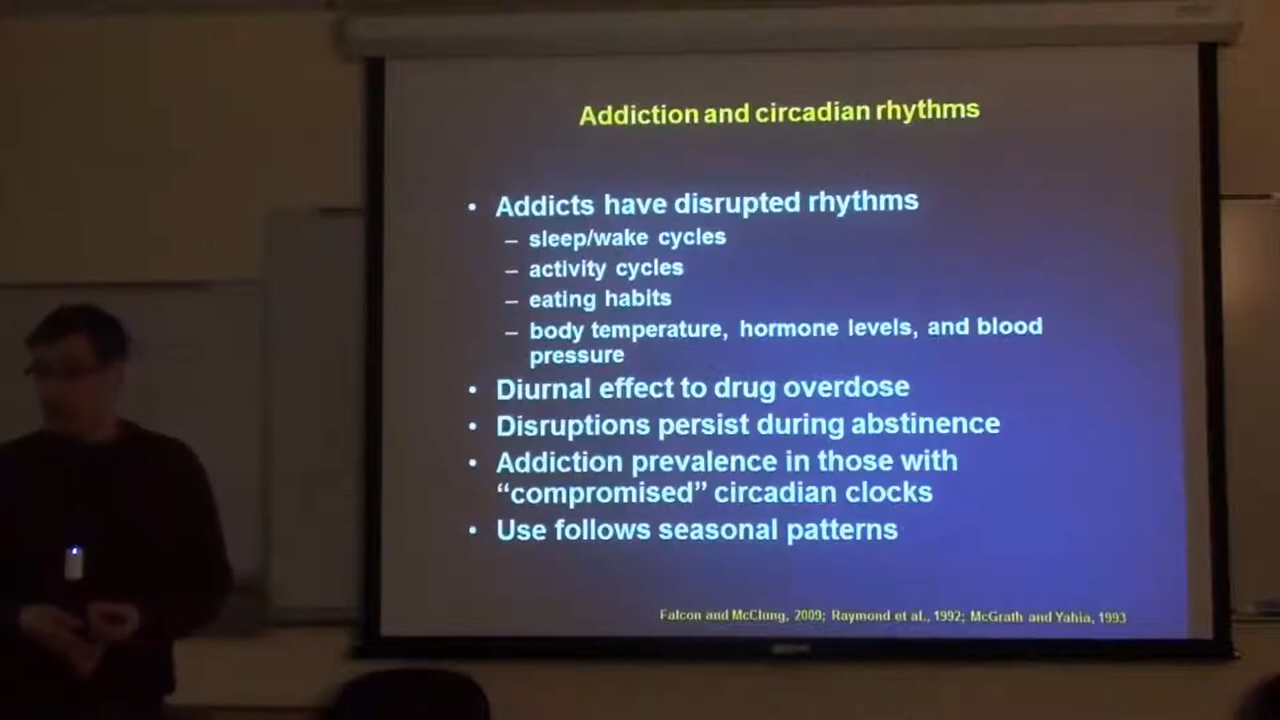 Addiction and circadian rhythms
• Addicts have disrupted rhythms
– sleep/wake cycles
– activity cycles
– eating habits
– body temperature, hormone levels, and blood
pressure
• Diurnal effect to drug overdose
• Disruptions persist during abstinence
• Addiction prevalence in those with
“compromised” circadian clocks
• Use follows seasonal patterns
Falcon and McClung, 2009; Raymond et al., 1992; McGrath and Yahia, 1993